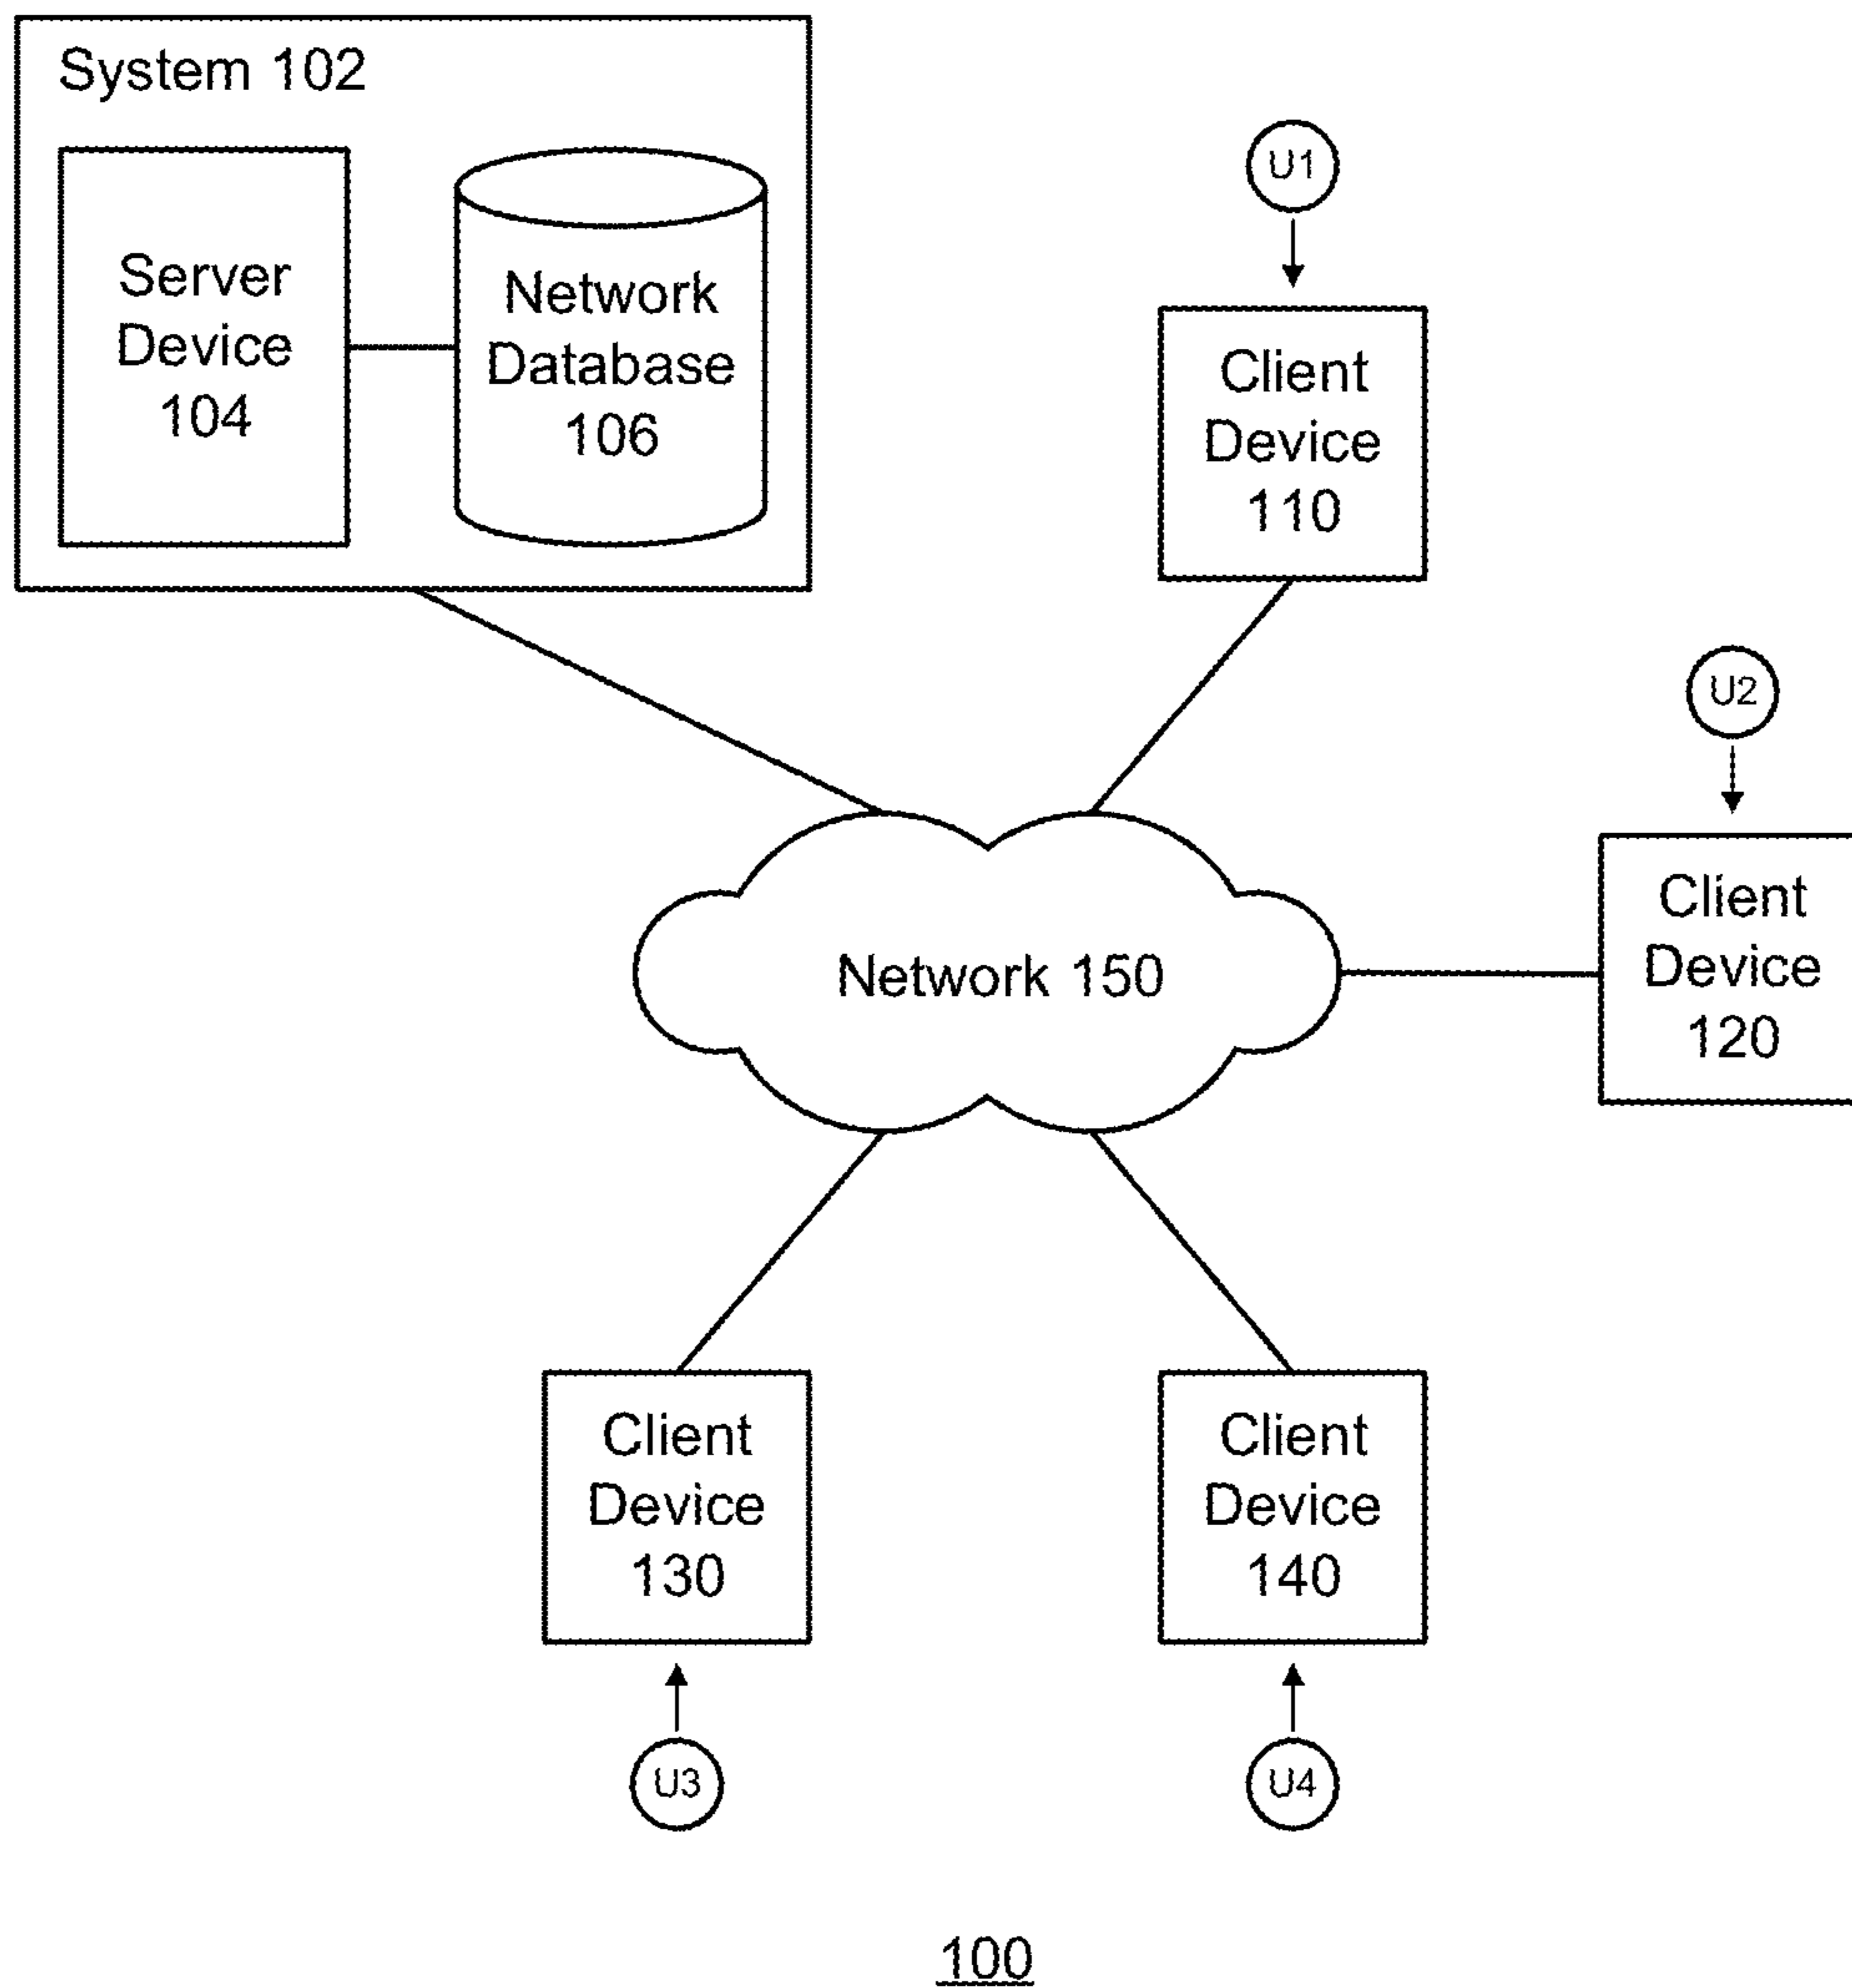 System 102
Server
Device
104
Network
Database
106
U1
Client
Device
110
U2
Client
Device
120
Network 150
Client
Device
130
Client
Device
140
U3
U4
100